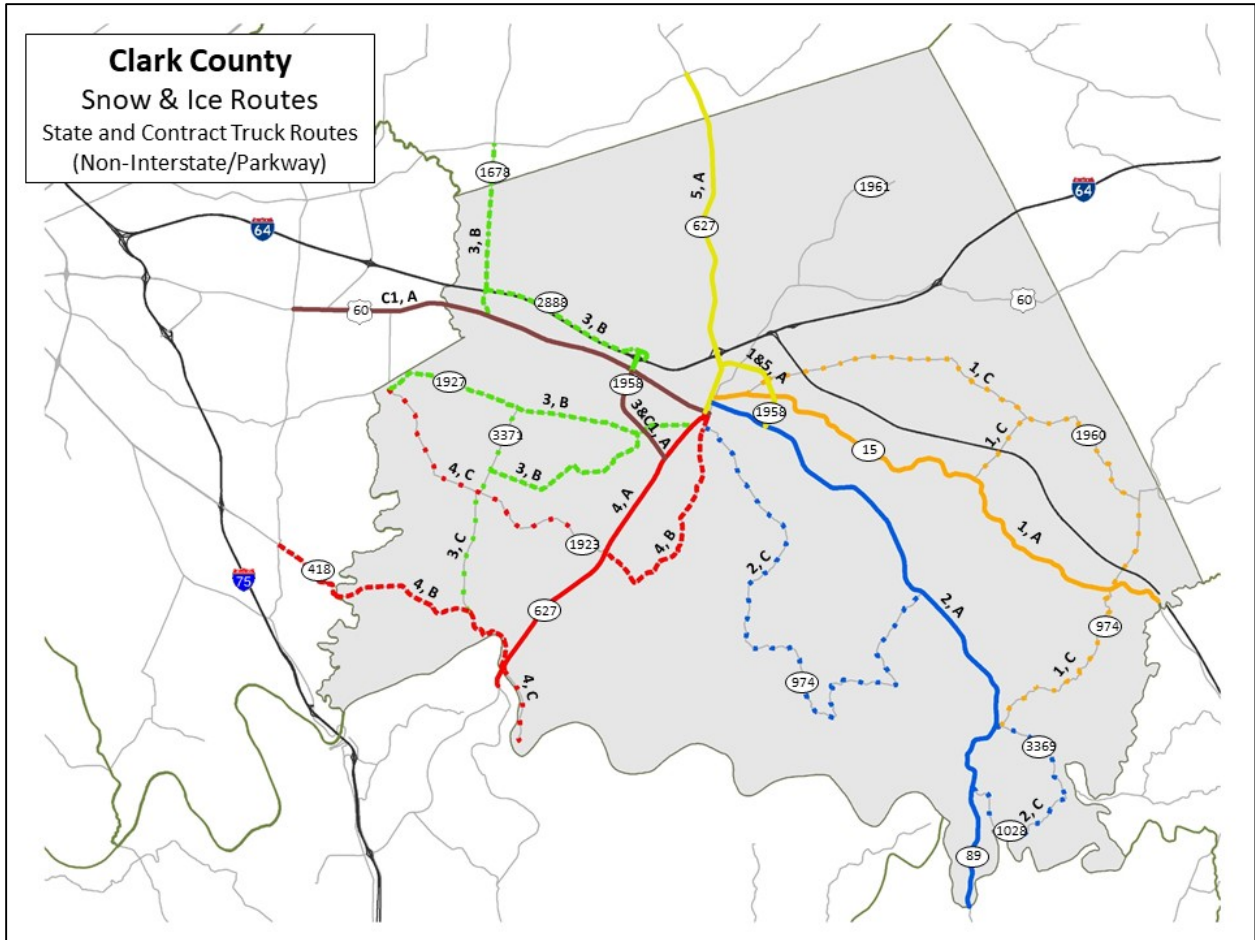 Clark County
Snow & Ice Routes
State and Contract Truck Routes
(Non-Interstate/Parkway)
1678
5, A
1961
64
64
627
3, B
2888
60
C1, A
60
3, B
1958
1&5, A
1927
1, C
3, B
3&C1, A
1958
3371
1, C
1960
15
3, B
4, C
4, A
1, A
1923
4, B
3, C
418
2, C
75
4, B
2, A
627
974
1, C
974
4, C
3369
2, C
1028
89